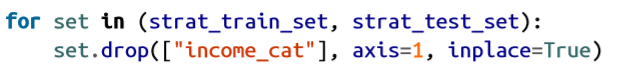 for set in (strat_train_set, strat_test_set):
    set.drop(["income_cat"], axis=1, inplace=True)